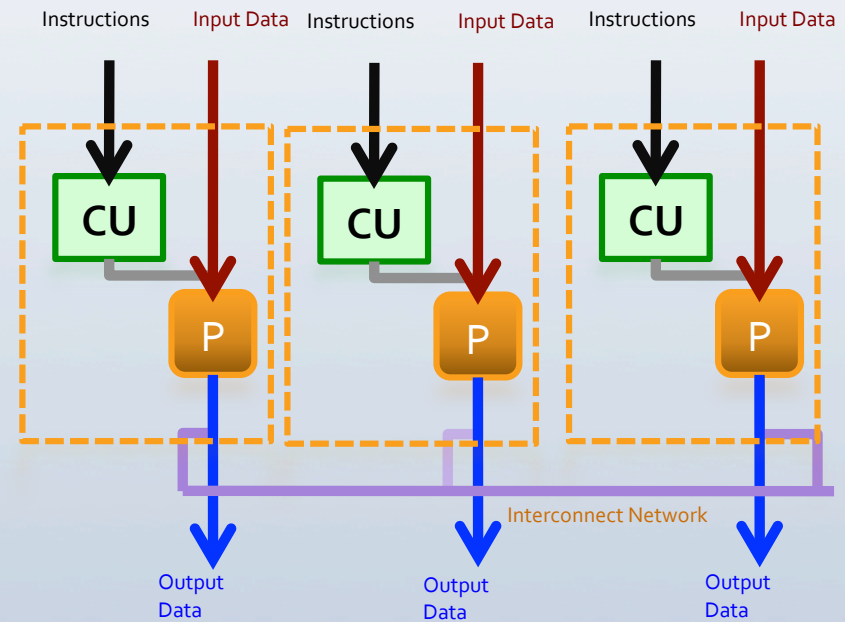 Instructions
Input Data
Instructions
Input Data
Instructions
Input Data
CU
CU
CU
P
P
P
Interconnect Network
Output
Data
Output
Data
Output
Data